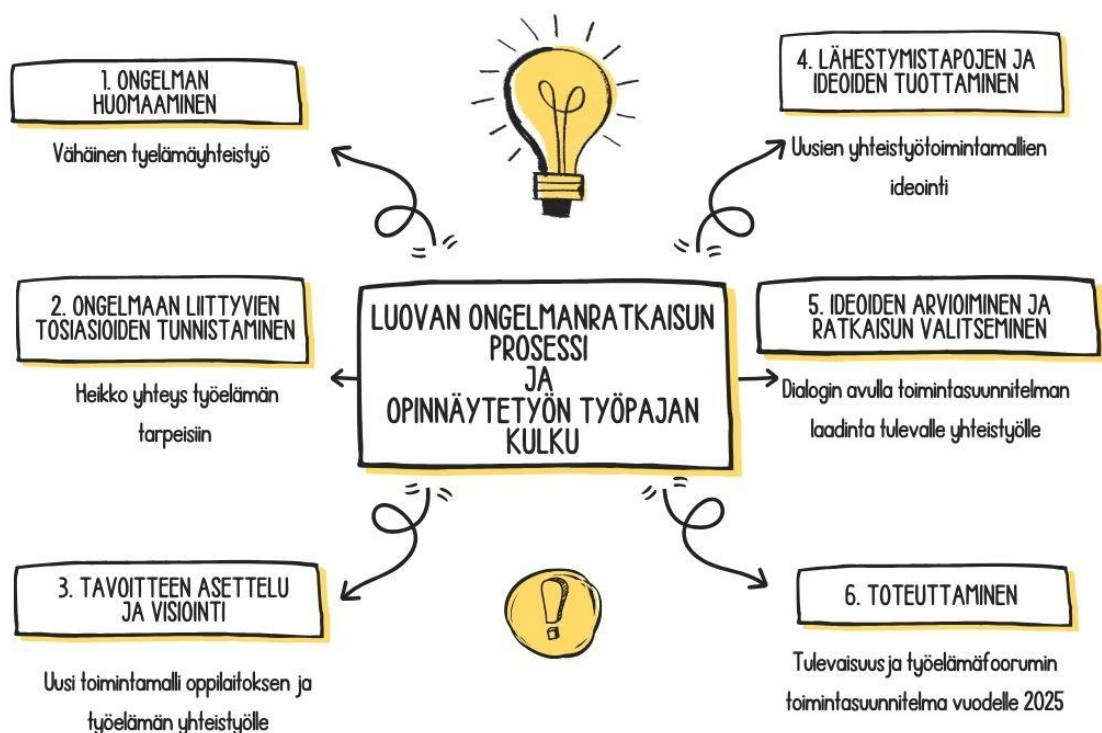 1. ONGELMAN
HUOMAAMINEN
Vähäinen tyelämäyhteistyö
2. ONGELMAAN LIITTYVIEN
TOSIASIOIDEN TUNNISTAMINEN
Heikko yhteys työelämän
tarpeisiin
3. TAVOITTEEN ASETTELU
JA VISIOINTI
Uusi toimintamalli oppilaitoksen ja
työelämän yhteistyölle
LUOVAN ONGELMANRATKAISUN
PROSESSI
JA
OPINNÄYTETYÖN TYÖPAJAN
KULKU
4. LÄHESTYMISTAPOJEN JA
IDEOIDEN TUOTTAMINEN
Uusien yhteistyötoimintamallien
ideointi
5. IDEOIDEN ARVIOIMINEN JA
RATKAISUN VALITSEMINEN
Dialogin avulla toimintasuunnitelman
laadinta tulevalle yhteistyölle
6. TOTEUTTAMINEN
Tulevaisuus ja työelämäfoorumin
toimintasuunnitelma vuodelle 2025